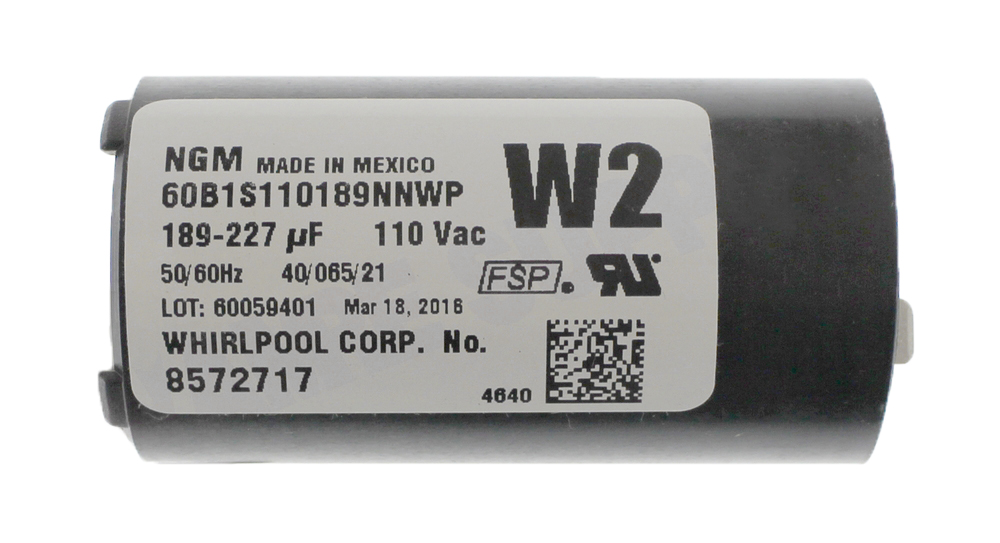 NGM MADE IN MEXICO
60B1S110189NNWP
W2
189-227 µF 110 Vac
50/60Hz 40/065/21
FSP®.
LOT: 60059401 Mar 18, 2016
WHIRLPOOL CORP. No.
8572717
4640